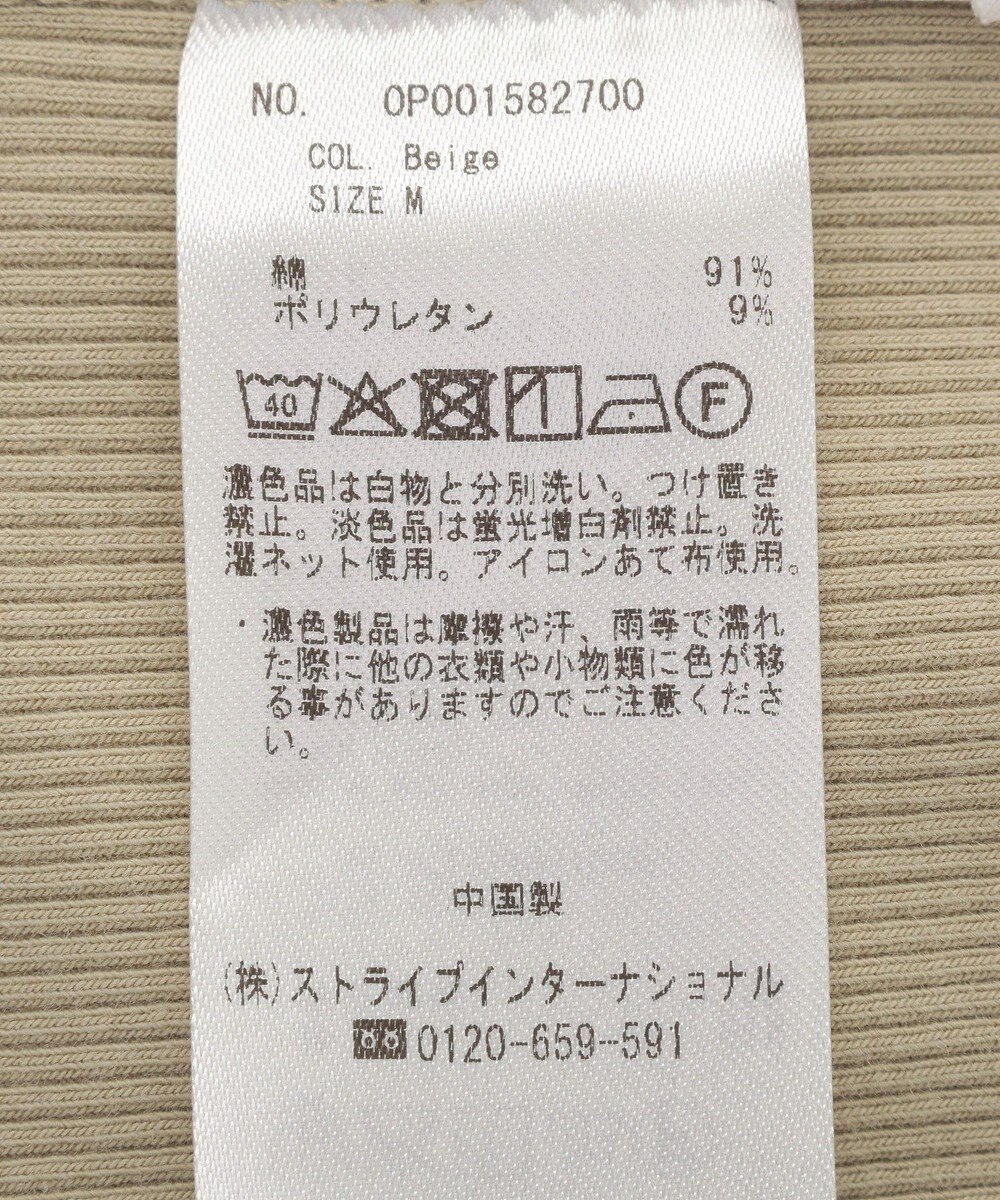 NO. OP001582700
COL. Beige
SIZE M
綿 91%
ポリウレタン 9%
40
F
濃色品は白物と分別洗い。つけ置き
禁止。淡色品は蛍光増白剤禁止。洗
濯ネット使用。アイロンあて布使用。
・濃色製品は摩擦や汗、雨等で濡れ
た際に他の衣類や小物類に色が移
る事がありますのでご注意くださ
い。
中国製
(株)ストライプインターナショナル
0120-659-591